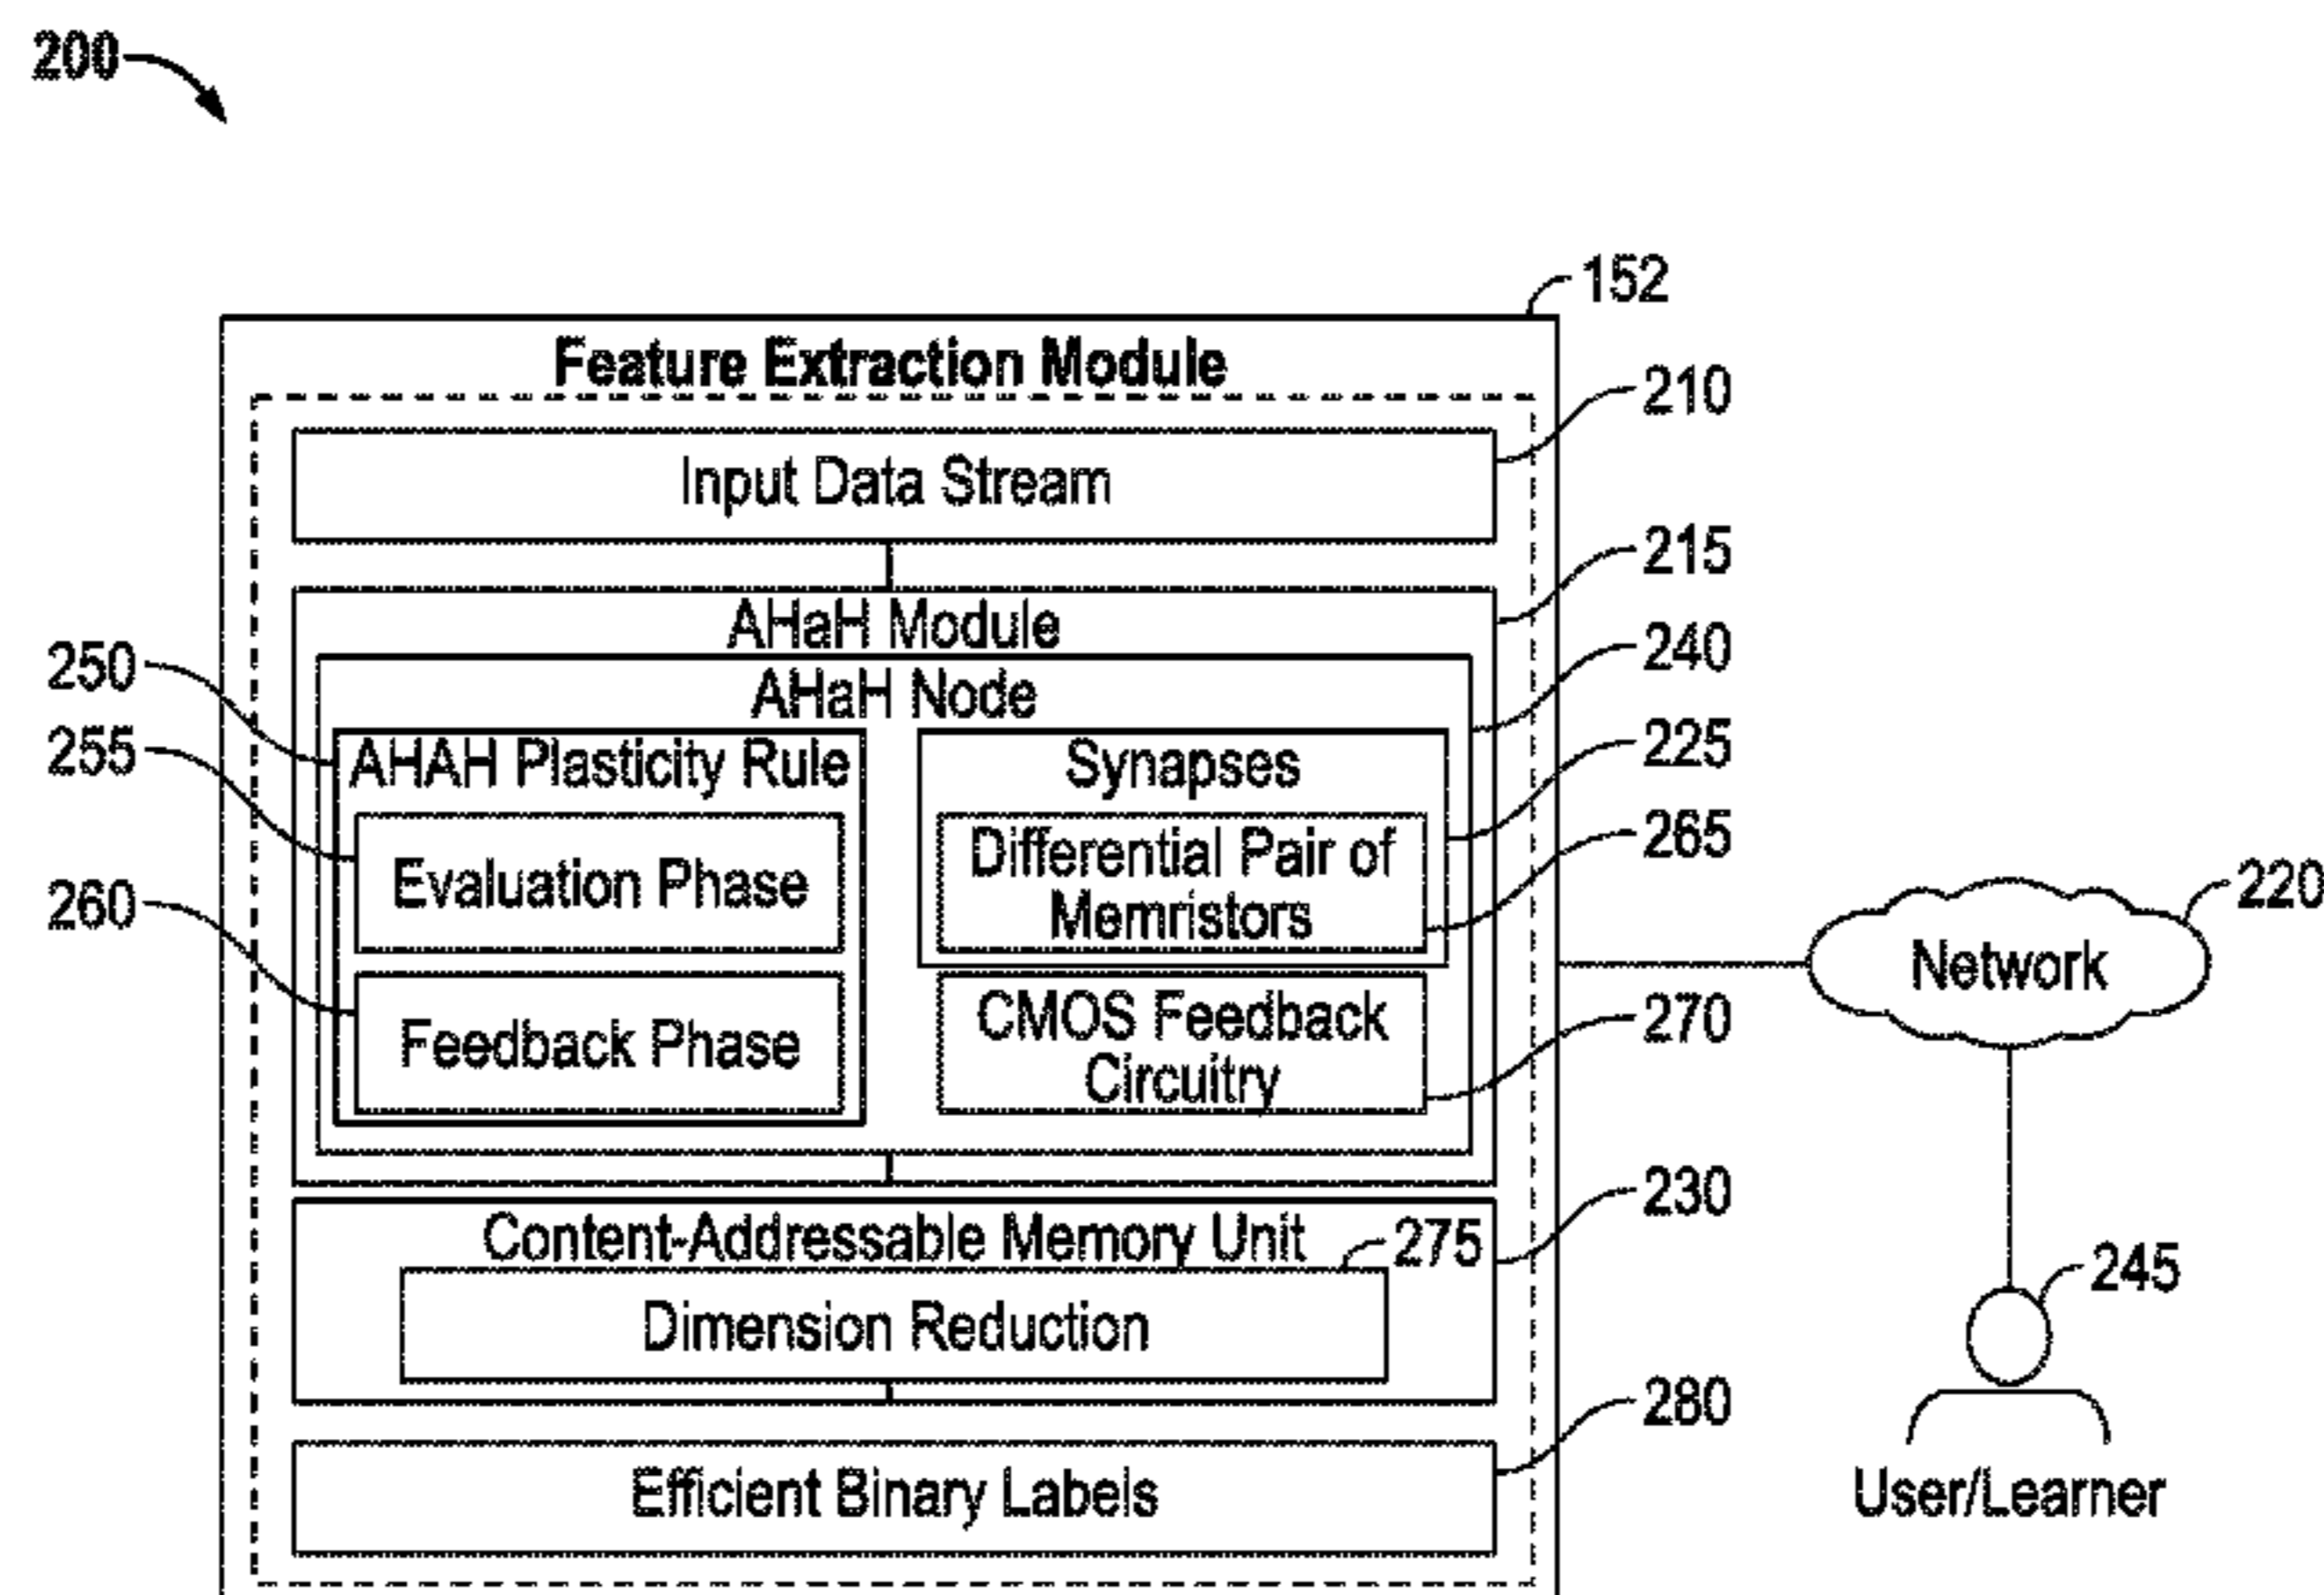 200
152
Feature Extraction Module
210
Input Data Stream
215
AHaH Module
240
AHaH Node
250
225
255
AHAH Plasticity Rule
Synapses
265
Evaluation Phase
Differential Pair of
Memristors
260
220
Network
Feedback Phase
CMOS Feedback
Circuitry
270
230
Content-Addressable Memory Unit
275
245
Dimension Reduction
280
Efficient Binary Labels
User/Learner